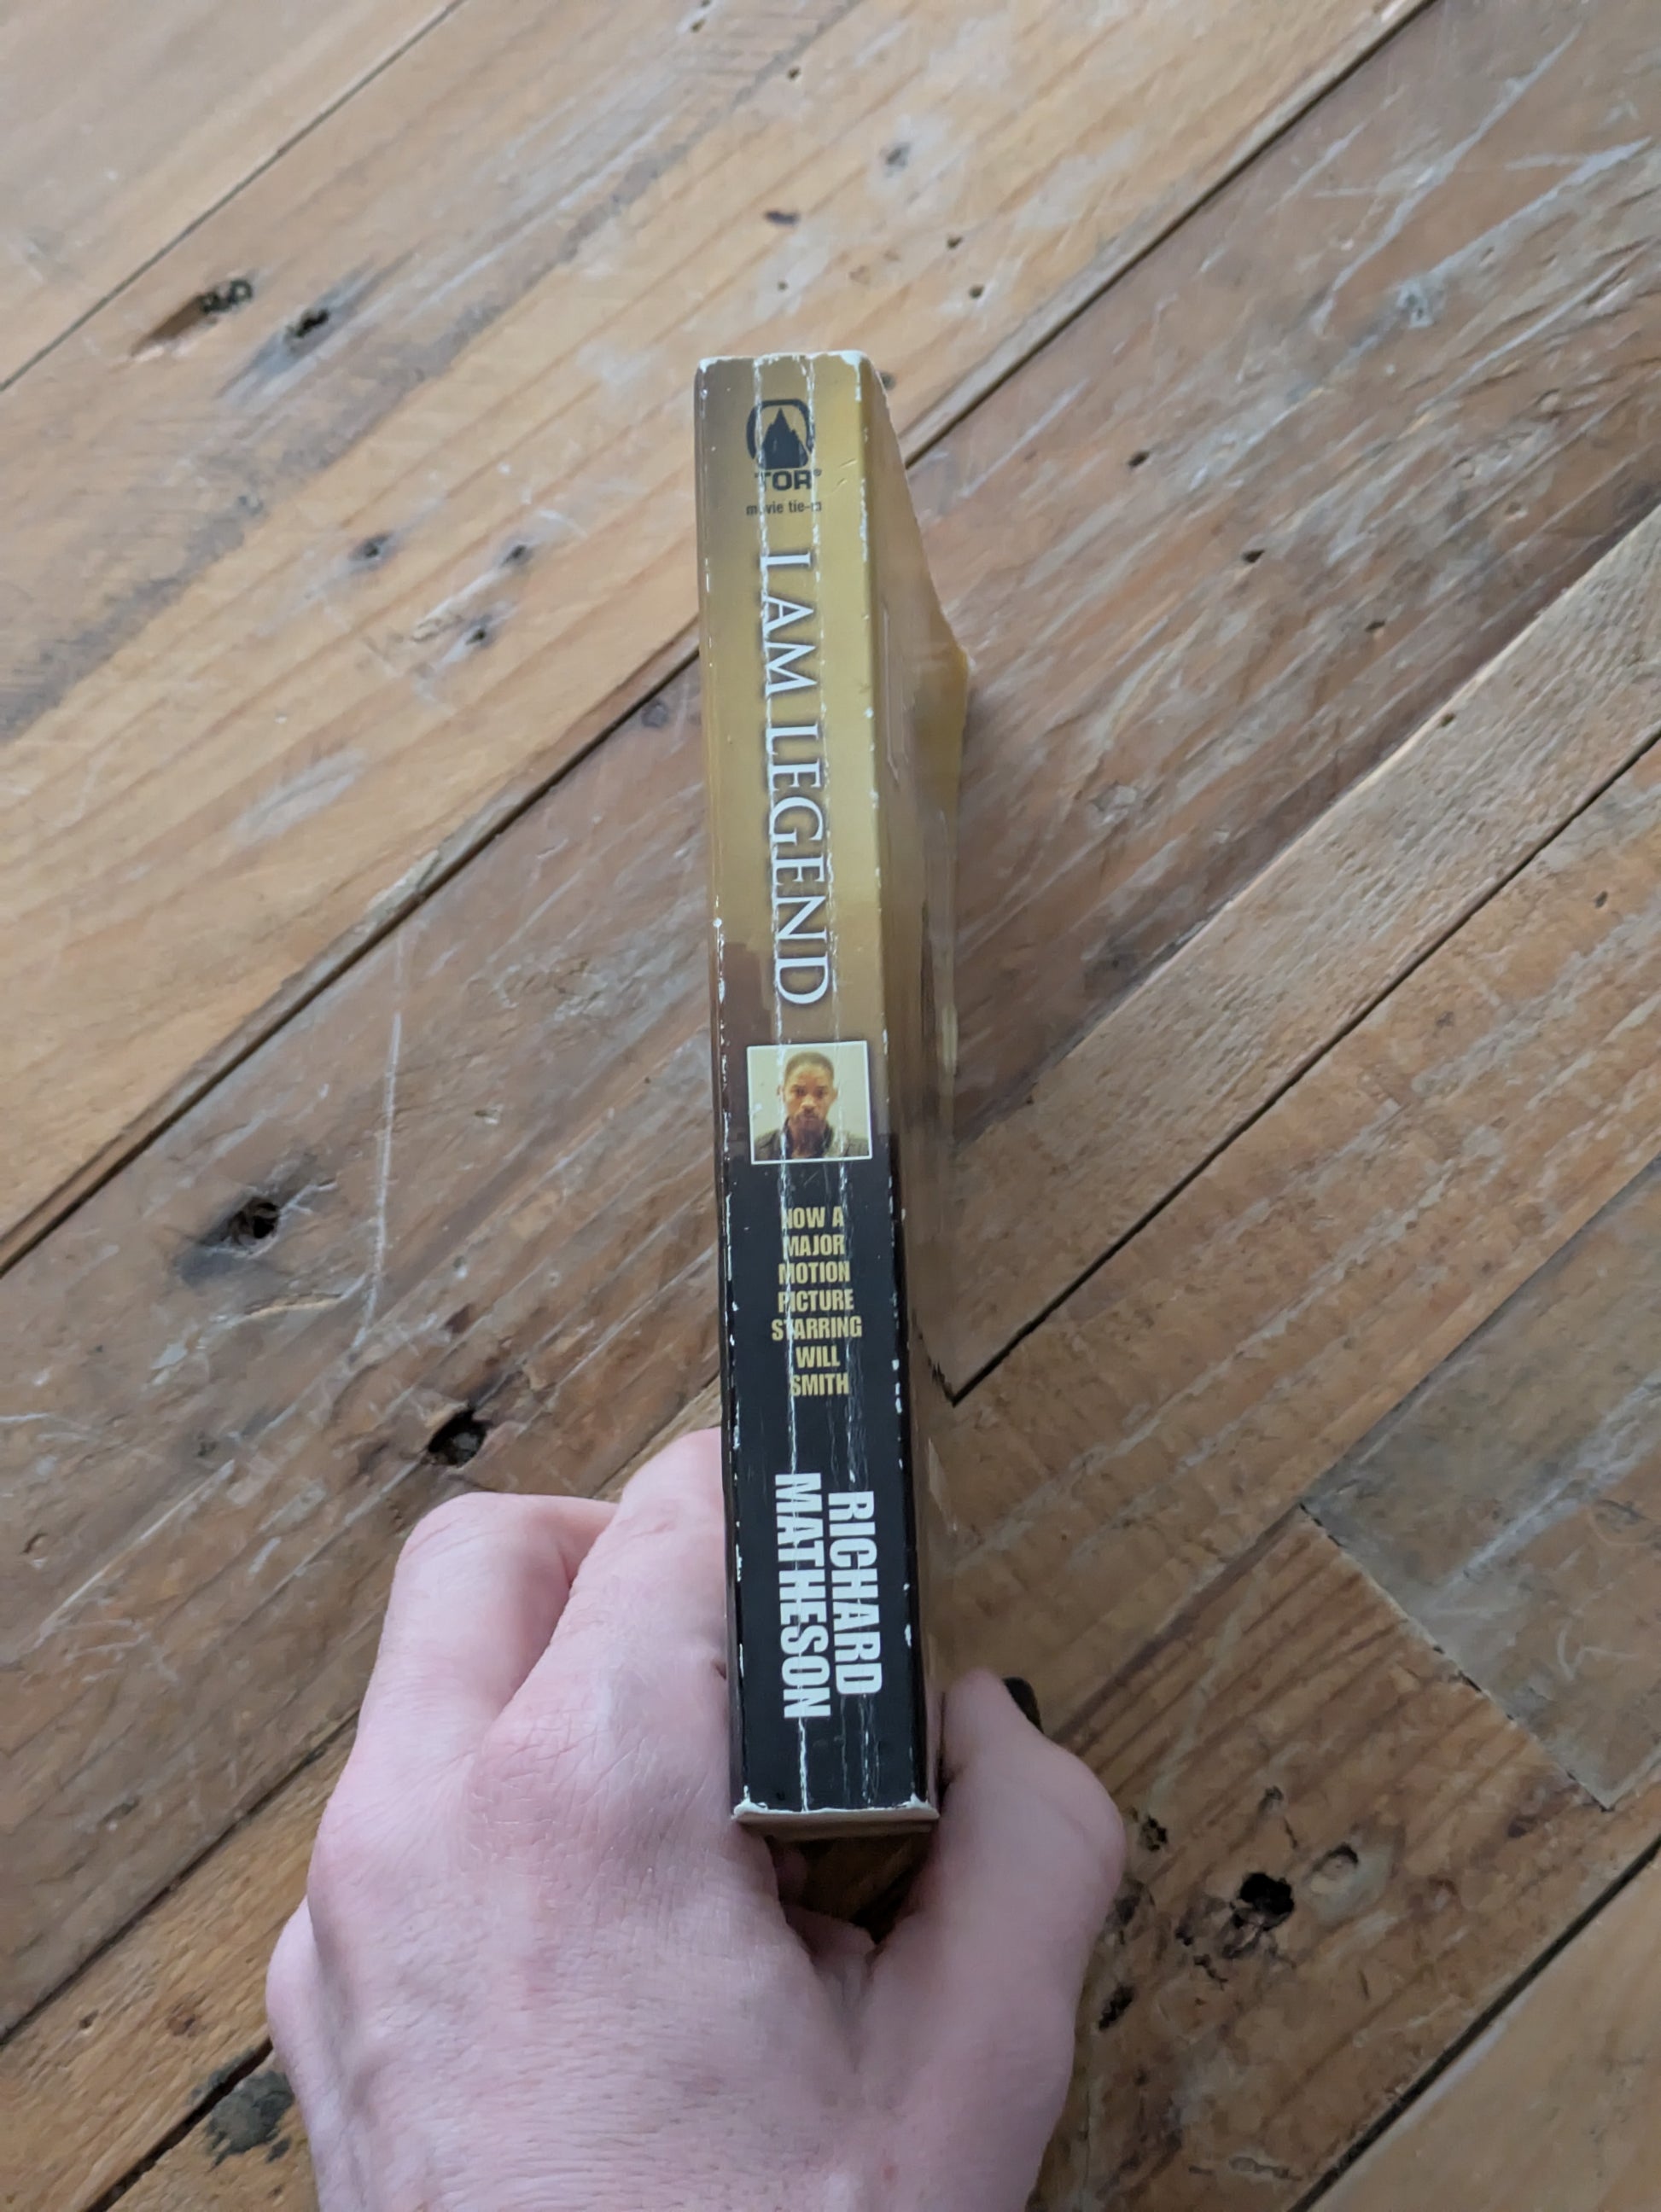 TOR®
movie tie-in
I AM LEGEND
NOW A
MAJOR
MOTION
PICTURE
STARRING
WILL
SMITH
RICHARD
MATHESON